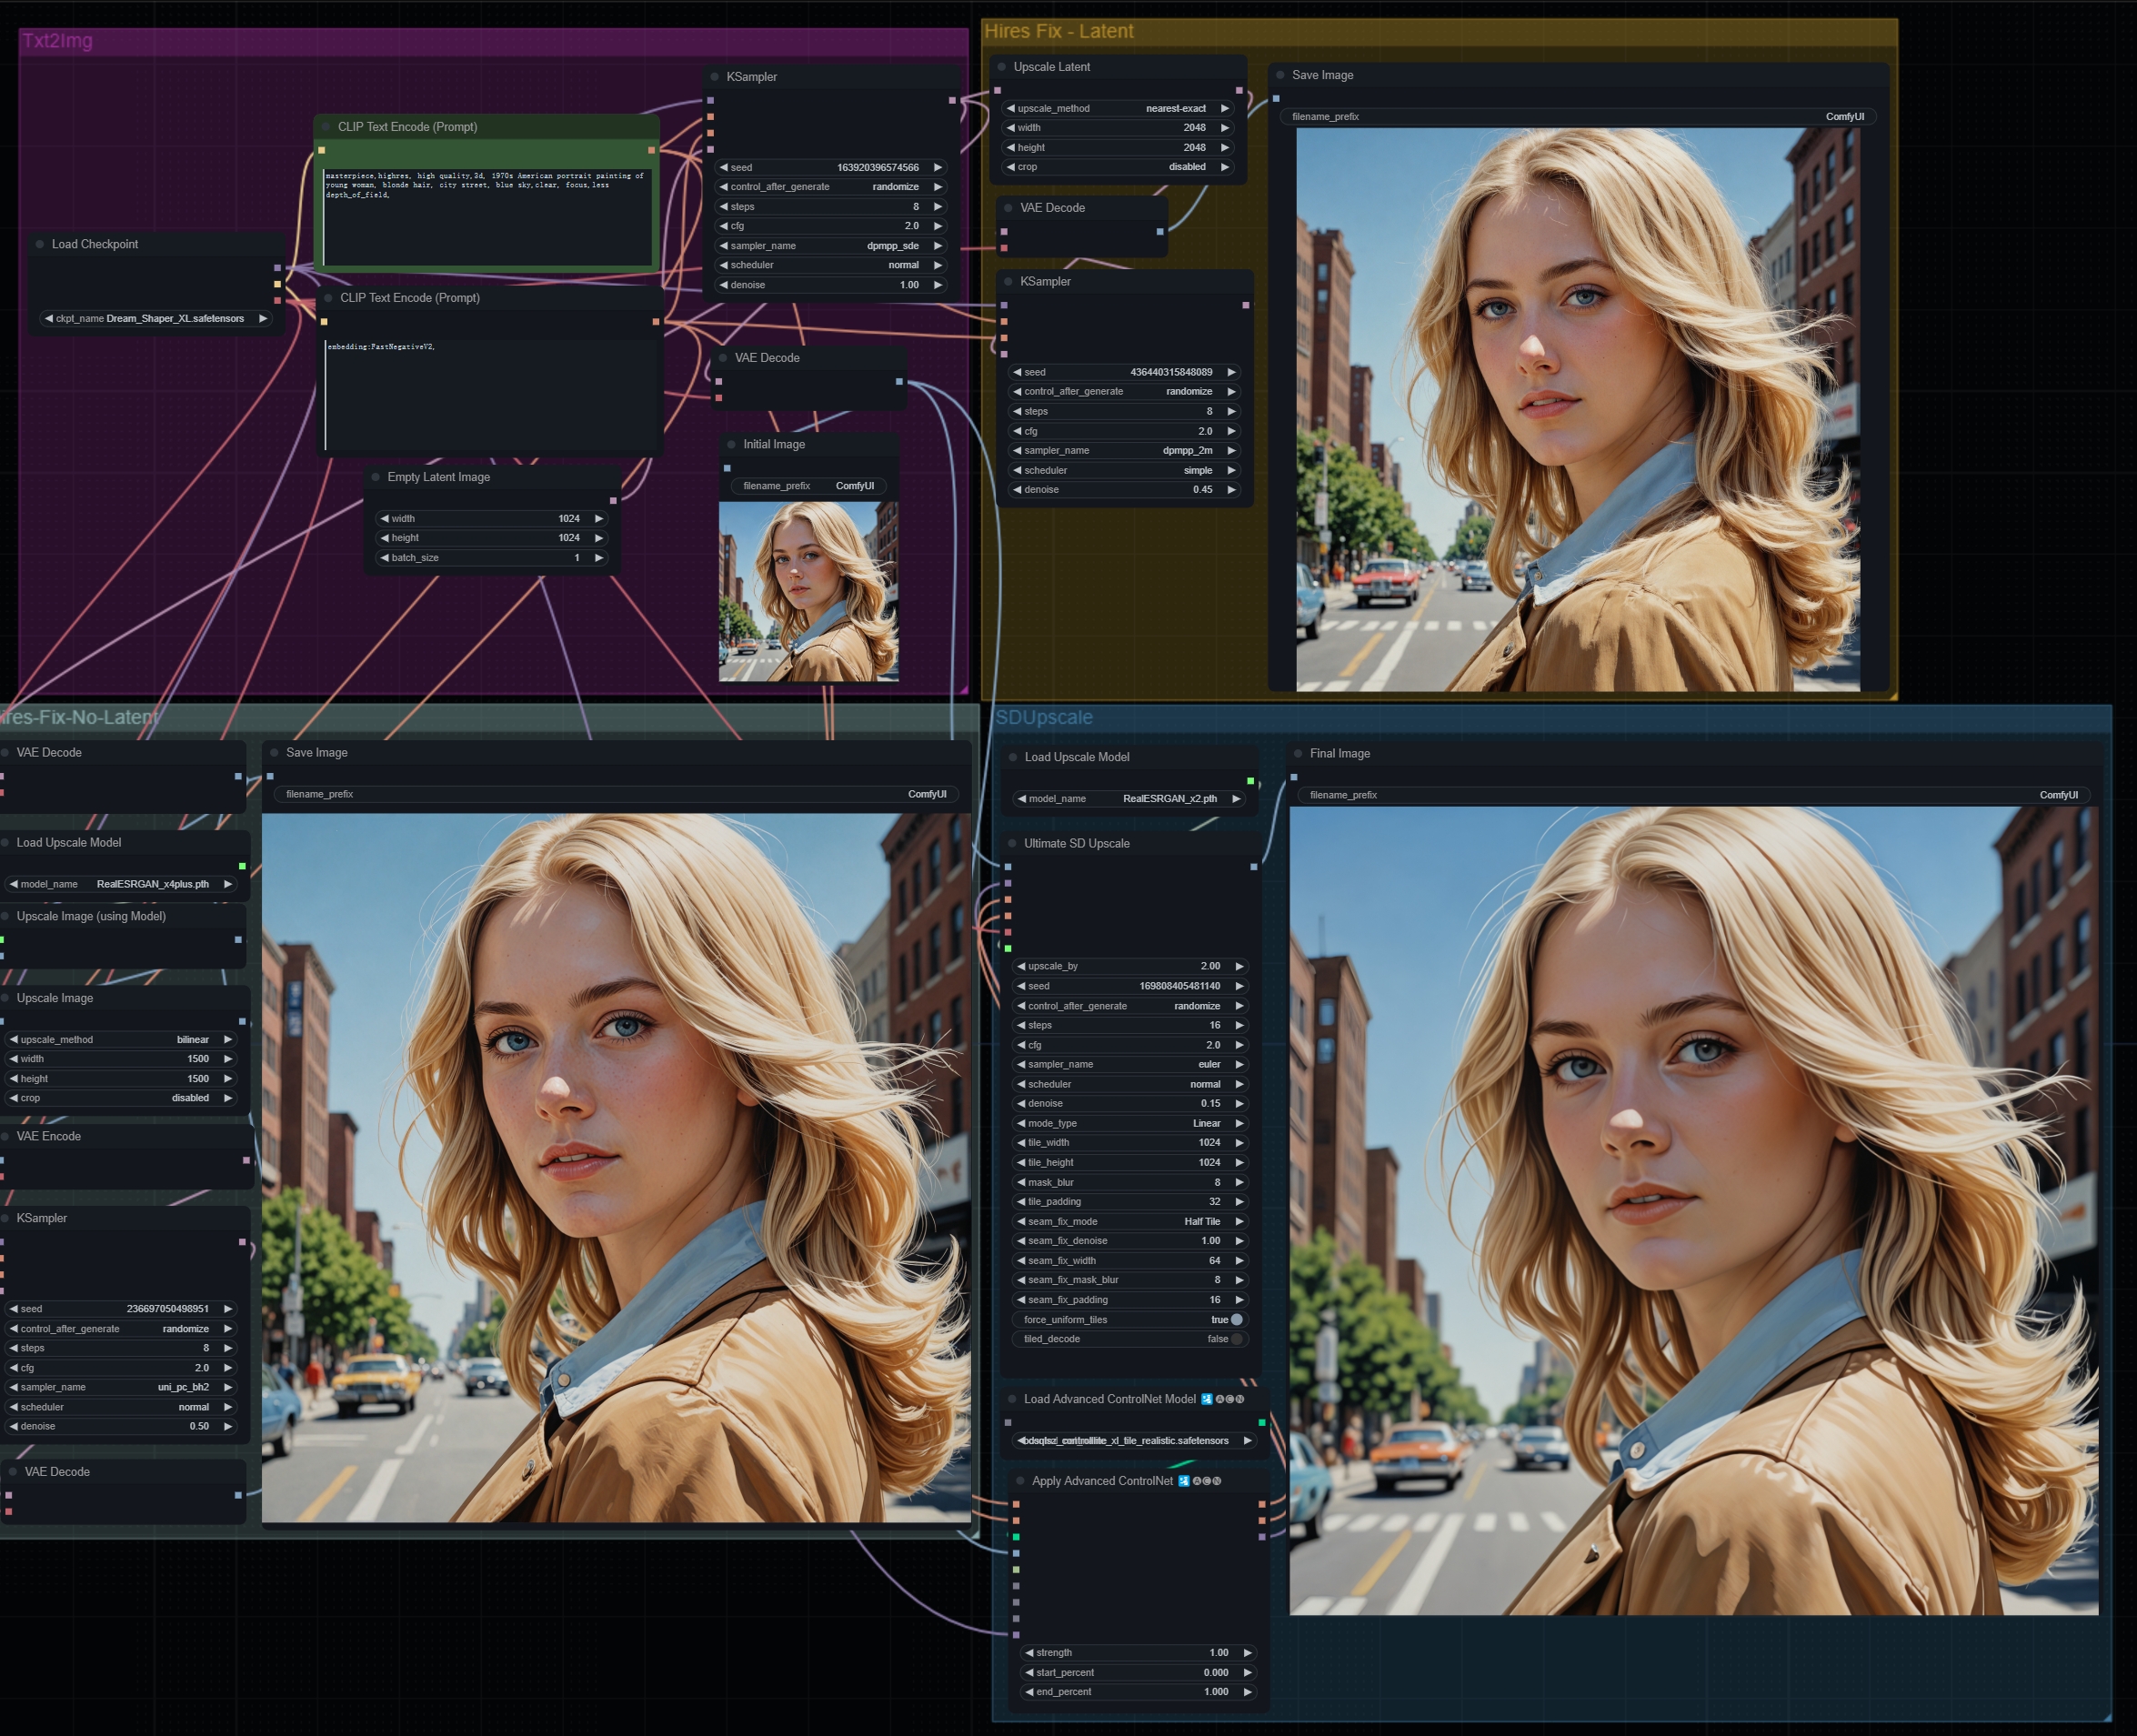 Txt2Img
Load Checkpoint
ckpt_name Dream_Shaper_XL.safetensors
CLIP Text Encode (Prompt)
masterpiece,highres, high quality,2d, 1970s American portrait painting of
young woman, blonde hair, city street, blue sky,clear, focus,less
depth_of_field,
CLIP Text Encode (Prompt)
embedding:FastNegativeV2,
Empty Latent Image
width 1024
height 1024
batch_size 1
KSampler
seed 163920396574566
control_after_generate randomize
steps 8
cfg 2.0
sampler_name dpmpp_sde
scheduler normal
denoise 1.00
VAE Decode
Initial Image
filename_prefix ComfyUI
Hires Fix - Latent
Upscale Latent
upscale_method nearest-exact
width 2048
height 2048
crop disabled
VAE Decode
KSampler
seed 436440315848089
control_after_generate randomize
steps 8
cfg 2.0
sampler_name dpmpp_2m
scheduler simple
denoise 0.45
Save Image
filename_prefix ComfyUI
ires-Fix-No-Latent
VAE Decode
Load Upscale Model
model_name RealESRGAN_x4plus.pth
Upscale Image (using Model)
Upscale Image
upscale_method bilinear
width 1500
height 1500
crop disabled
VAE Encode
KSampler
seed 236697050498951
control_after_generate randomize
steps 8
cfg 2.0
sampler_name uni_pc_bh2
scheduler normal
denoise 0.50
VAE Decode
Save Image
filename_prefix ComfyUI
SDUpscale
Load Upscale Model
model_name RealESRGAN_x2.pth
Ultimate SD Upscale
upscale_by 2.00
seed 169808405481140
control_after_generate randomize
steps 16
cfg 2.0
sampler_name euler
scheduler normal
denoise 0.15
mode_type Linear
tile_width 1024
tile_height 1024
mask_blur 8
tile_padding 32
seam_fix_mode Half Tile
seam_fix_denoise 1.00
seam_fix_width 64
seam_fix_mask_blur 8
seam_fix_padding 16
force_uniform_tiles true
tiled_decode false
Load Advanced ControlNet Model 🛂🅐🅒🅝
xl_tile_realistic.safetensors
Apply Advanced ControlNet 🛂🅐🅒🅝
strength 1.00
start_percent 0.000
end_percent 1.000
Final Image
filename_prefix ComfyUI